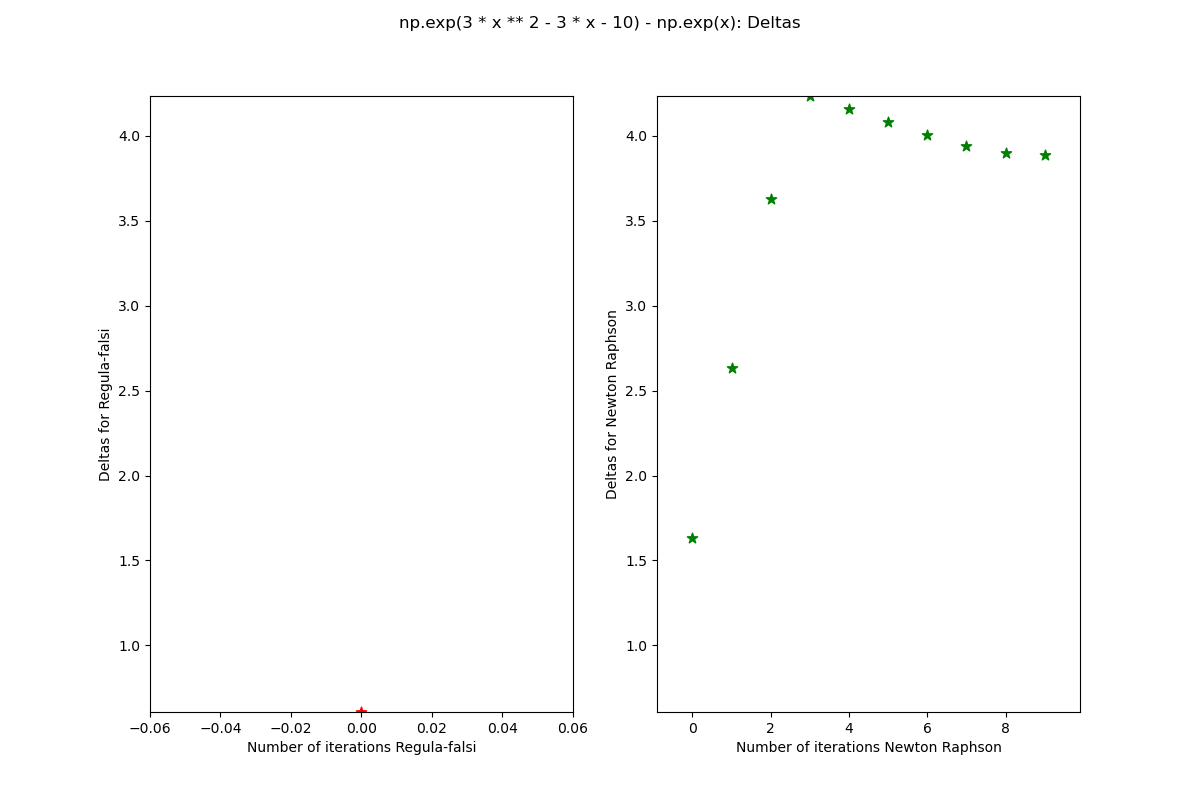 np.exp(3 * x ** 2 - 3 * x - 10) - np.exp(x): Deltas
4.0
3.5
3.0
2.5
2.0
1.5
1.0
Deltas for Regula-falsi
−0.06 −0.04 −0.02 0.00 0.02 0.04 0.06
Number of iterations Regula-falsi
4.0
3.5
3.0
2.5
2.0
1.5
1.0
Deltas for Newton Raphson
0 2 4 6 8
Number of iterations Newton Raphson